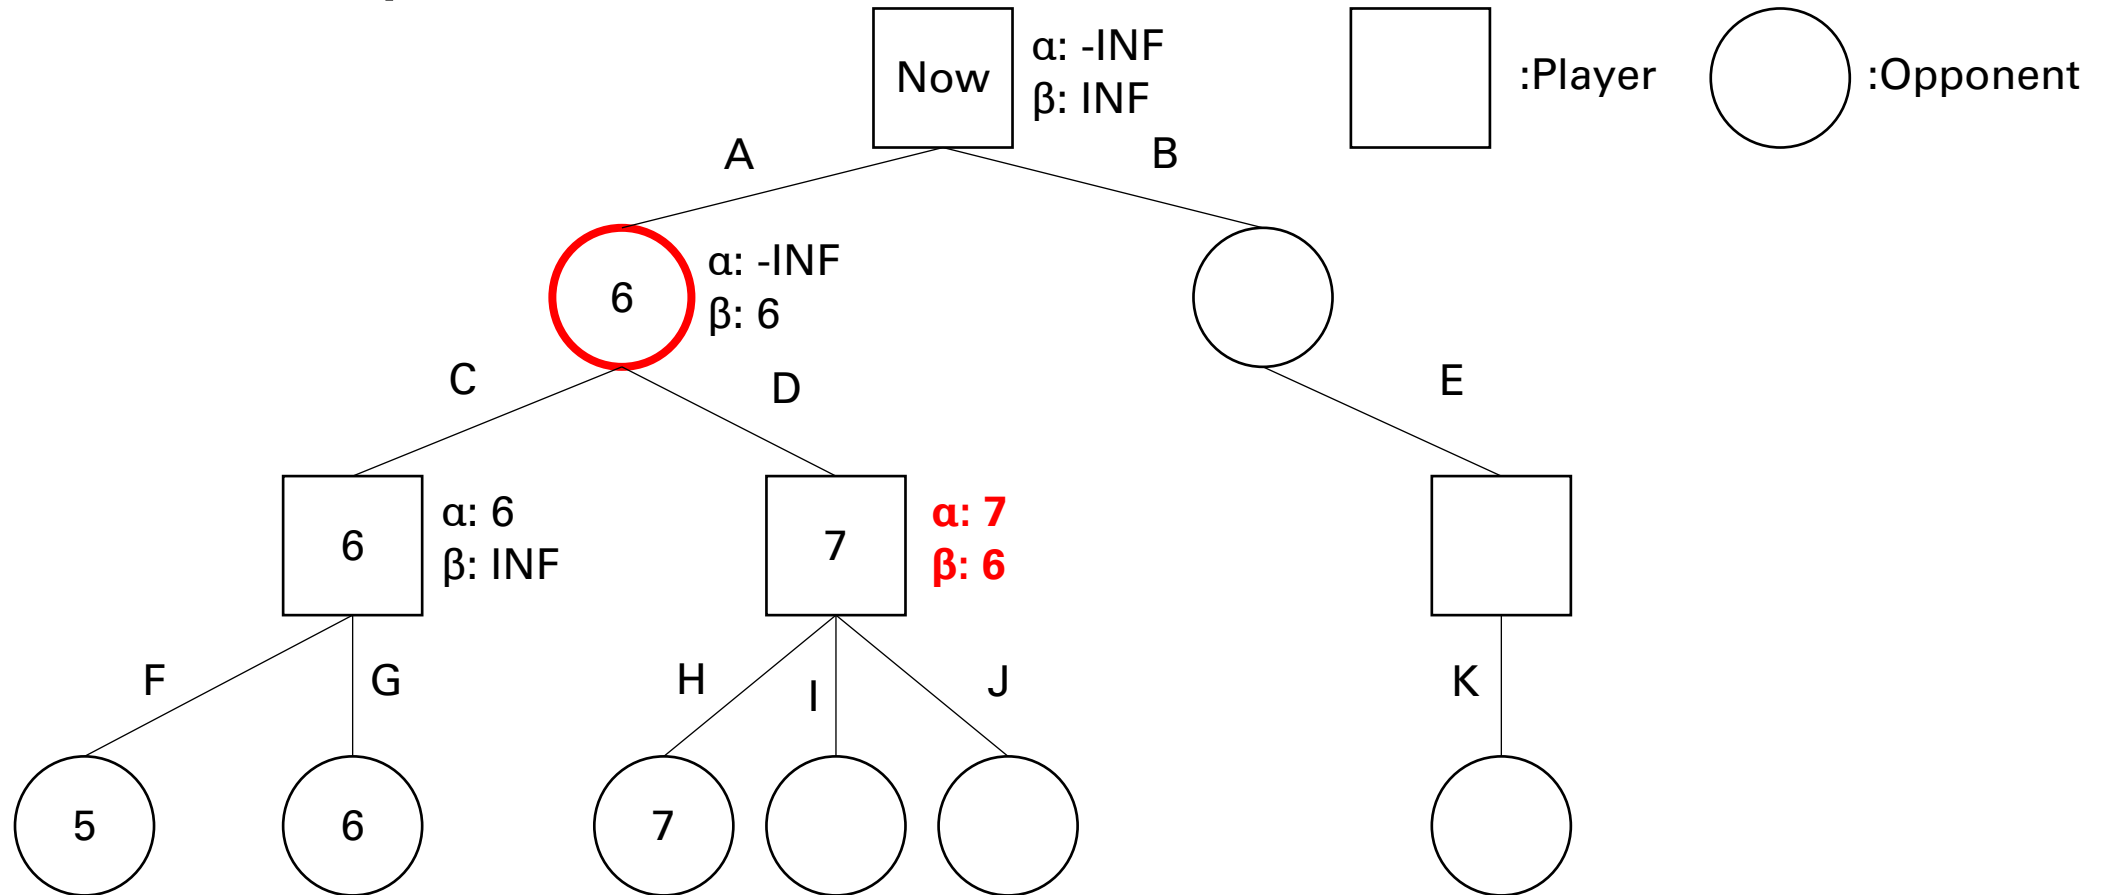 Now
α: -INF
β: INF
:Player
:Opponent
A
B
6
α: -INF
β: 6
C
D
E
6
α: 6
β: INF
7
α: 7
β: 6
F
G
H
I
J
K
5
6
7